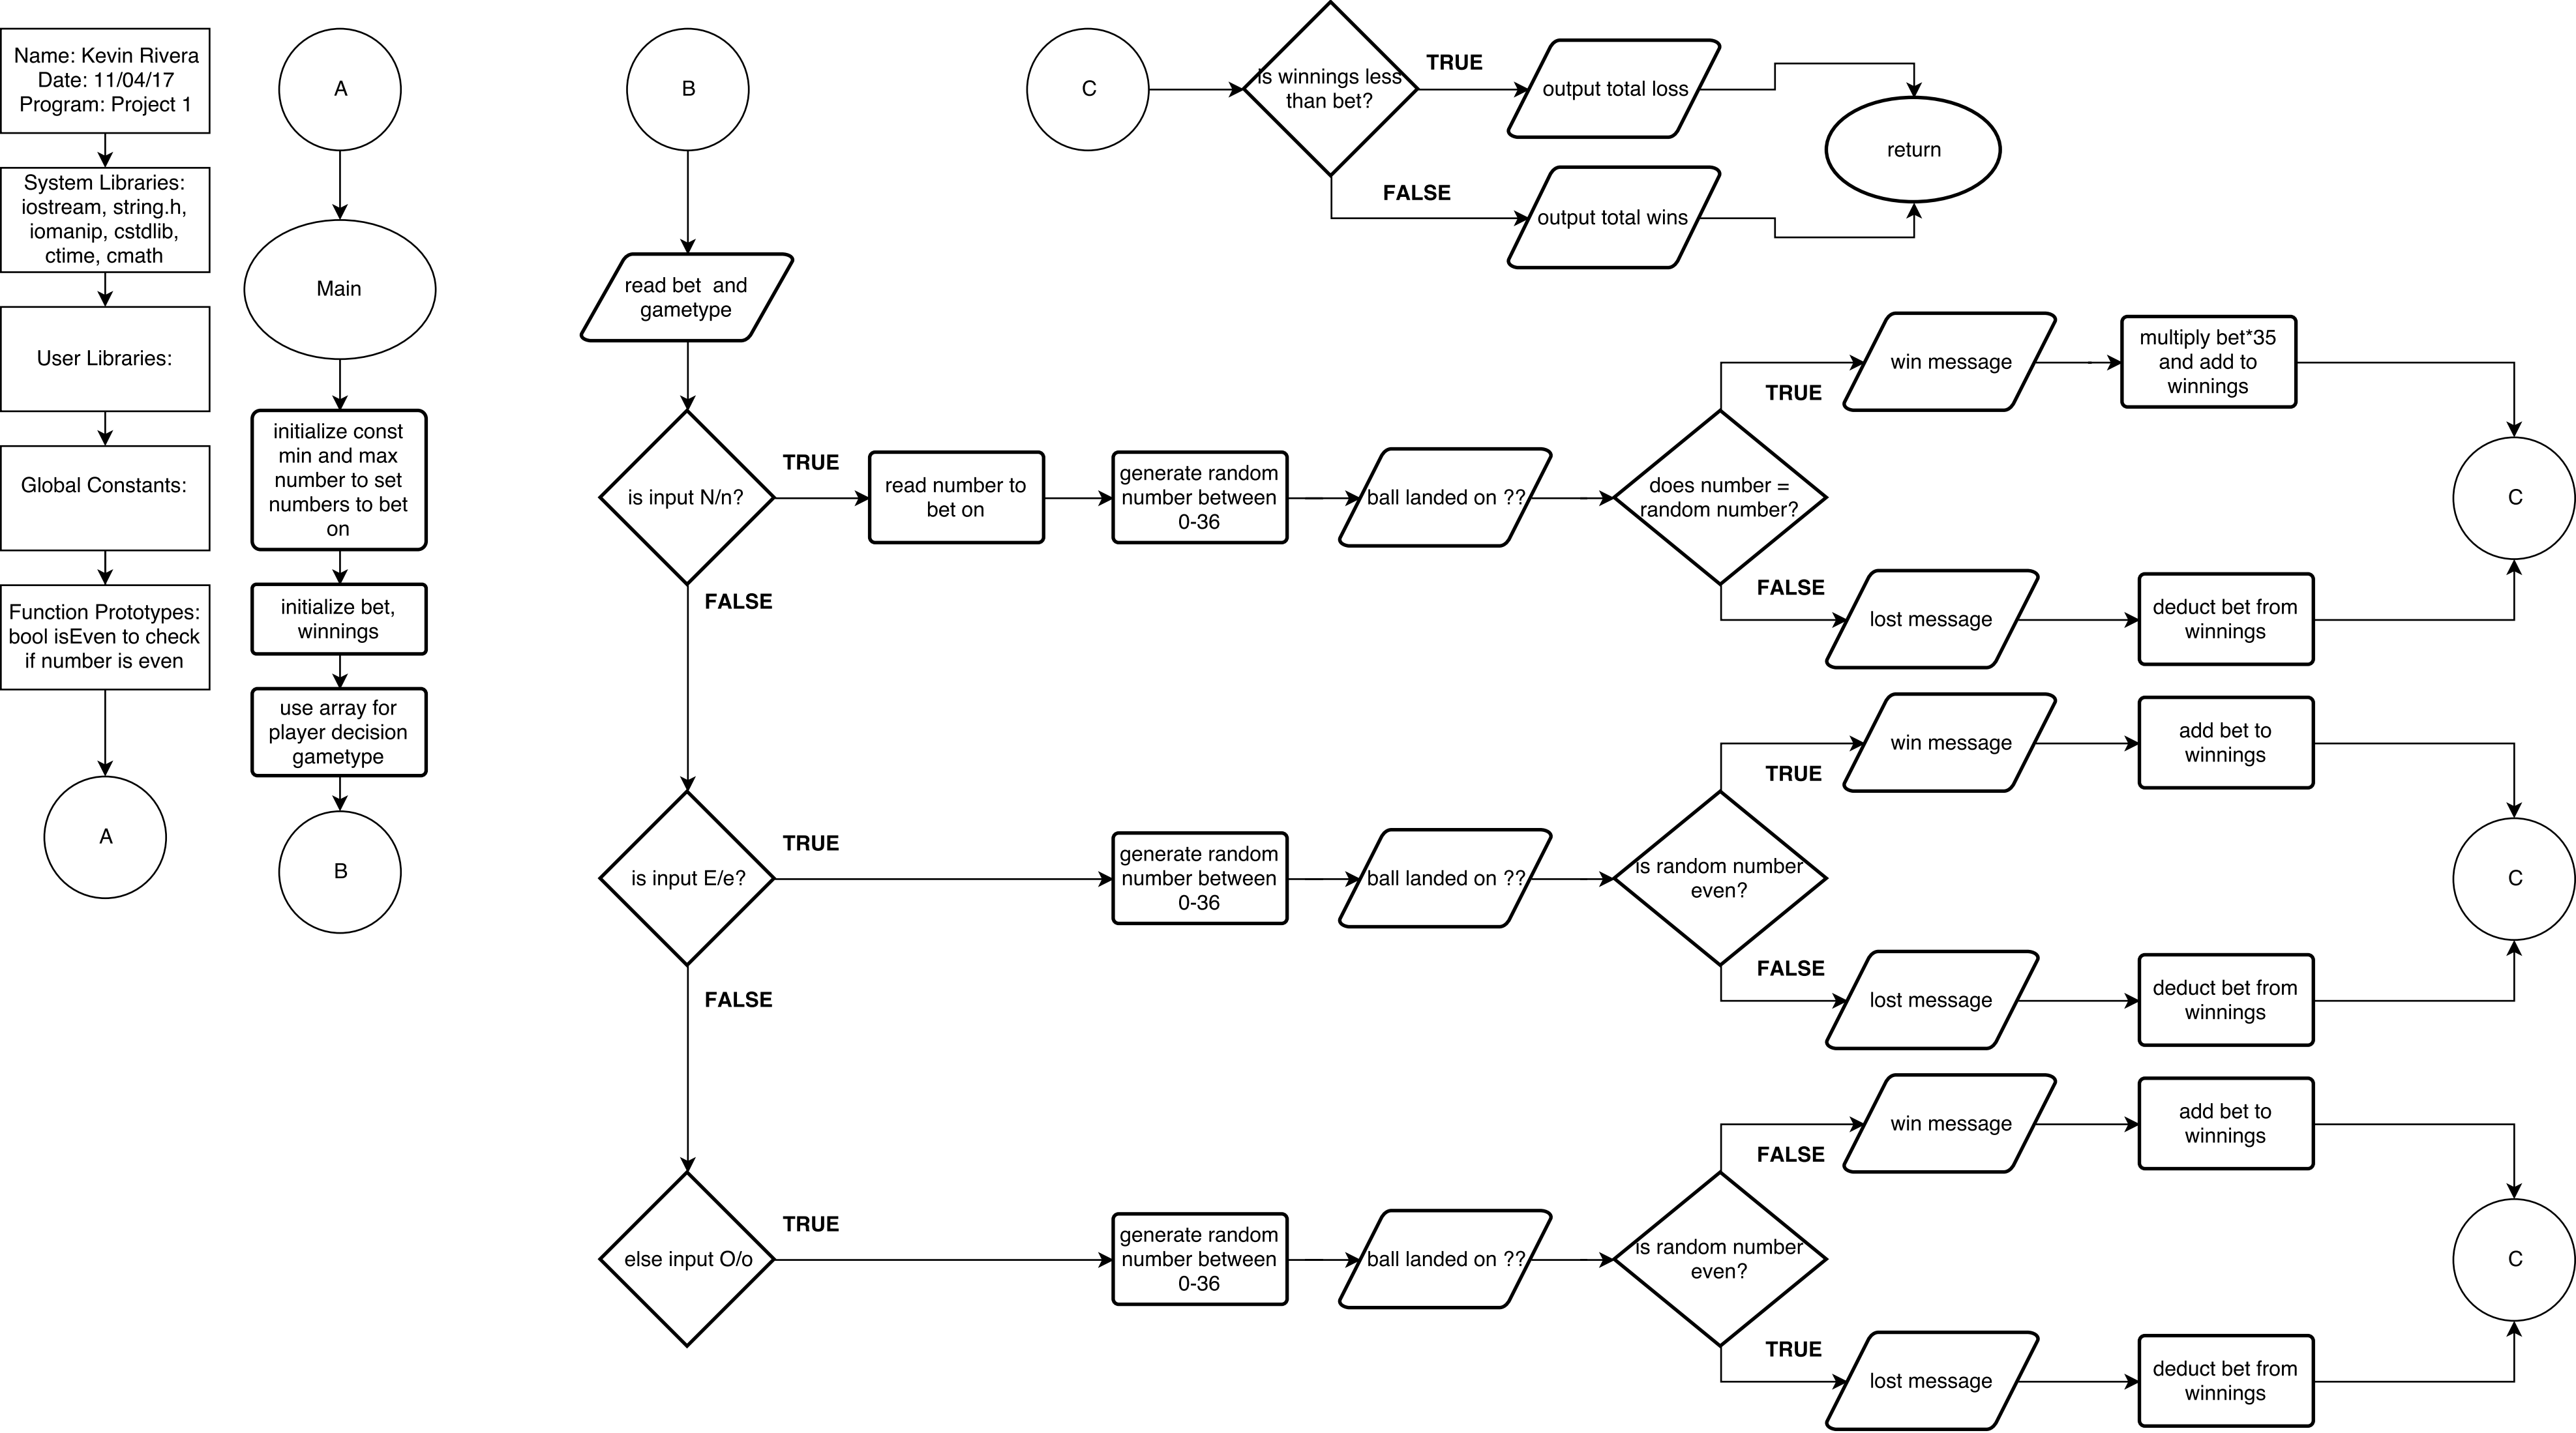 Name: Kevin Rivera
Date: 11/04/17
Program: Project 1
System Libraries:
iostream, string.h,
iomanip, cstdlib,
ctime, cmath
User Libraries:
Global Constants:
Function Prototypes:
bool isEven to check
if number is even
A
A
Main
initialize const
min and max
number to set
numbers to bet
on
initialize bet,
winnings
use array for
player decision
gametype
B
B
read bet  and
gametype
is input N/n?
TRUE
FALSE
read number to
bet on
generate random
number between
0-36
ball landed on ??
does number =
random number?
TRUE
win message
multiply bet*35
and add to
winnings
FALSE
lost message
deduct bet from
winnings
C
is input E/e?
TRUE
FALSE
generate random
number between
0-36
ball landed on ??
is random number
even?
TRUE
win message
add bet to
winnings
FALSE
lost message
deduct bet from
winnings
C
else input O/o
TRUE
generate random
number between
0-36
ball landed on ??
is random number
even?
FALSE
win message
add bet to
winnings
TRUE
lost message
deduct bet from
winnings
C
C
is winnings less
than bet?
TRUE
output total loss
FALSE
output total wins
return